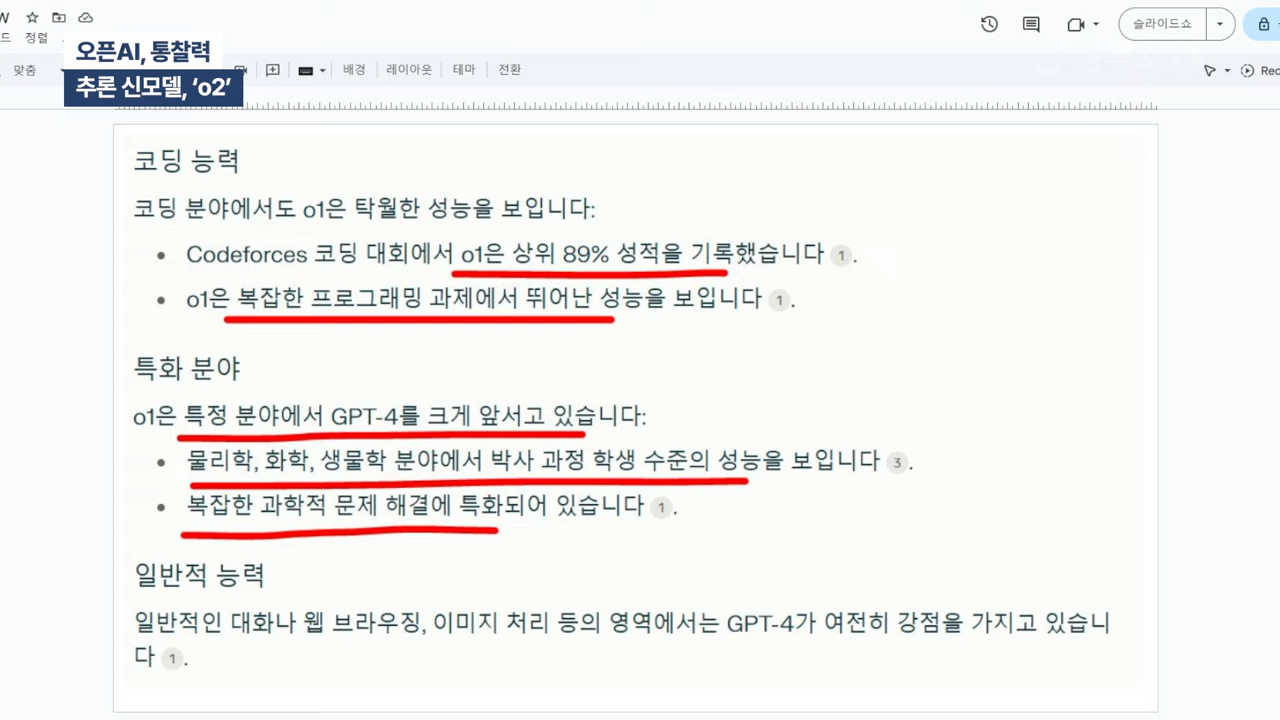 W
드 정렬
오픈AI, 통찰력
추론 신모델, ‘o2’
맞춤
배경 레이아웃 테마 전환
슬라이드쇼
Rec
코딩 능력
코딩 분야에서도 o1은 탁월한 성능을 보입니다:
• Codeforces 코딩 대회에서 o1은 상위 89% 성적을 기록했습니다 1.
• o1은 복잡한 프로그래밍 과제에서 뛰어난 성능을 보입니다 1.
특화 분야
o1은 특정 분야에서 GPT-4를 크게 앞서고 있습니다:
• 물리학, 화학, 생물학 분야에서 박사 과정 학생 수준의 성능을 보입니다 3.
• 복잡한 과학적 문제 해결에 특화되어 있습니다 1.
일반적 능력
일반적인 대화나 웹 브라우징, 이미지 처리 등의 영역에서는 GPT-4가 여전히 강점을 가지고 있습니
다 1.